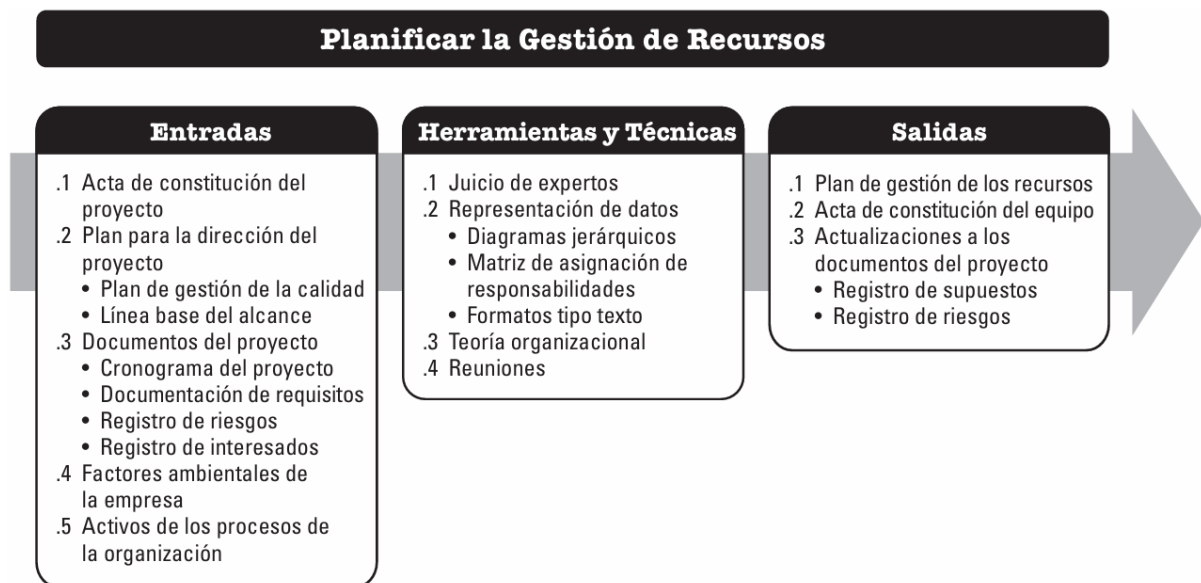 Planificar la Gestión de Recursos
Entradas
.1 Acta de constitución del
proyecto
.2 Plan para la dirección del
proyecto
• Plan de gestión de la calidad
• Línea base del alcance
.3 Documentos del proyecto
• Cronograma del proyecto
• Documentación de requisitos
• Registro de riesgos
• Registro de interesados
.4 Factores ambientales de
la empresa
.5 Activos de los procesos de
la organización
Herramientas y Técnicas
.1 Juicio de expertos
.2 Representación de datos
• Diagramas jerárquicos
• Matriz de asignación de
responsabilidades
• Formatos tipo texto
.3 Teoría organizacional
.4 Reuniones
Salidas
.1 Plan de gestión de los recursos
.2 Acta de constitución del equipo
.3 Actualizaciones a los
documentos del proyecto
• Registro de supuestos
• Registro de riesgos